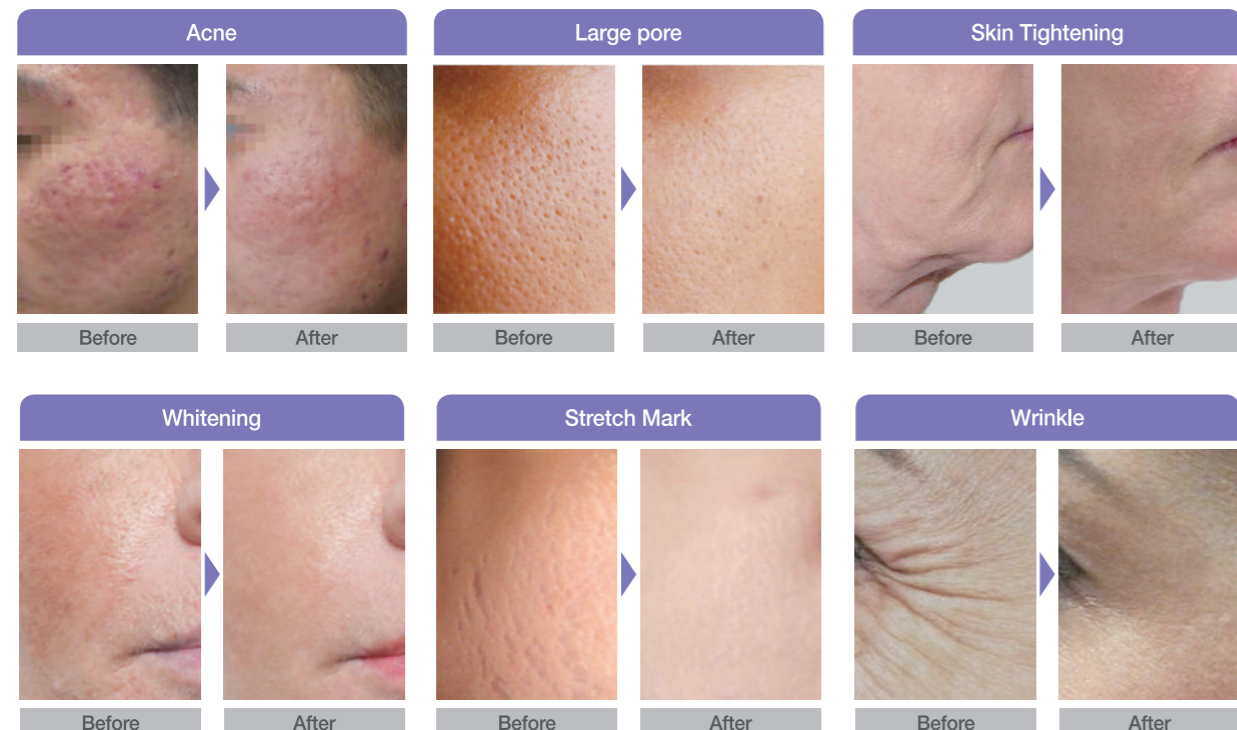 Acne
Large pore
Skin Tightening
Before
After
Before
After
Before
After
Whitening
Stretch Mark
Wrinkle
Before
After
Before
After
Before
After